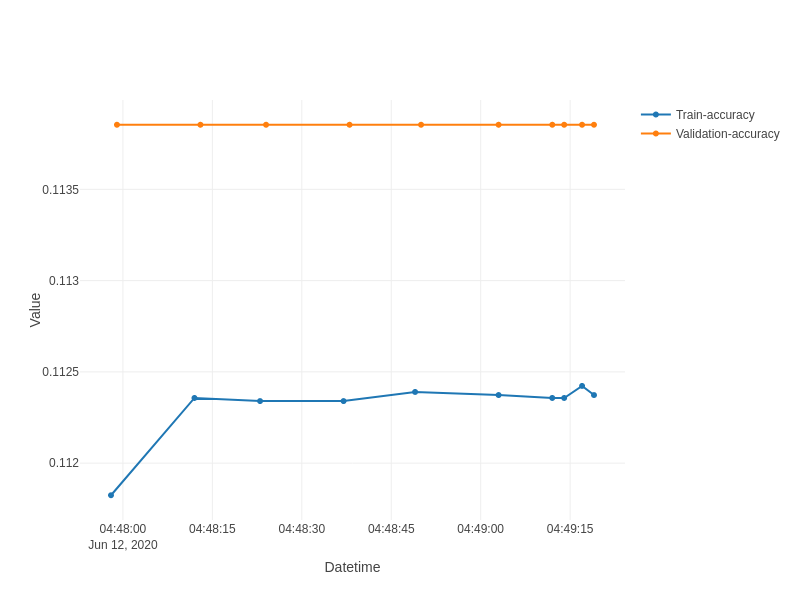 Train-accuracy
Validation-accuracy
0.1135
0.113
0.1125
0.112
Value
04:48:00 04:48:15 04:48:30 04:48:45 04:49:00 04:49:15
Jun 12, 2020
Datetime